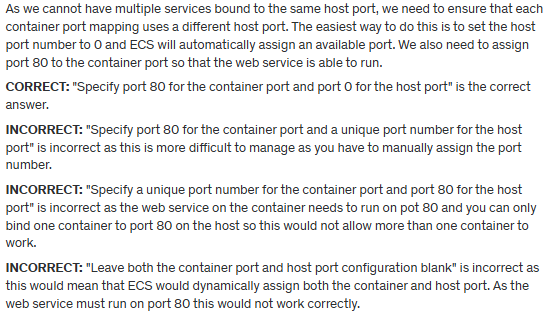 As we cannot have multiple services bound to the same host port, we need to ensure that each
container port mapping uses a different host port. The easiest way to do this is to set the host
port number to 0 and ECS will automatically assign an available port. We also need to assign
port 80 to the container port so that the web service is able to run.
CORRECT: "Specify port 80 for the container port and port 0 for the host port" is the correct
answer.
INCORRECT: "Specify port 80 for the container port and a unique port number for the host
port" is incorrect as this is more difficult to manage as you have to manually assign the port
number.
INCORRECT: "Specify a unique port number for the container port and port 80 for the host
port" is incorrect as the web service on the container needs to run on pot 80 and you can only
bind one container to port 80 on the host so this would not allow more than one container to
work.
INCORRECT: "Leave both the container port and host port configuration blank" is incorrect as
this would mean that ECS would dynamically assign both the container and host port. As the
web service must run on port 80 this would not work correctly.